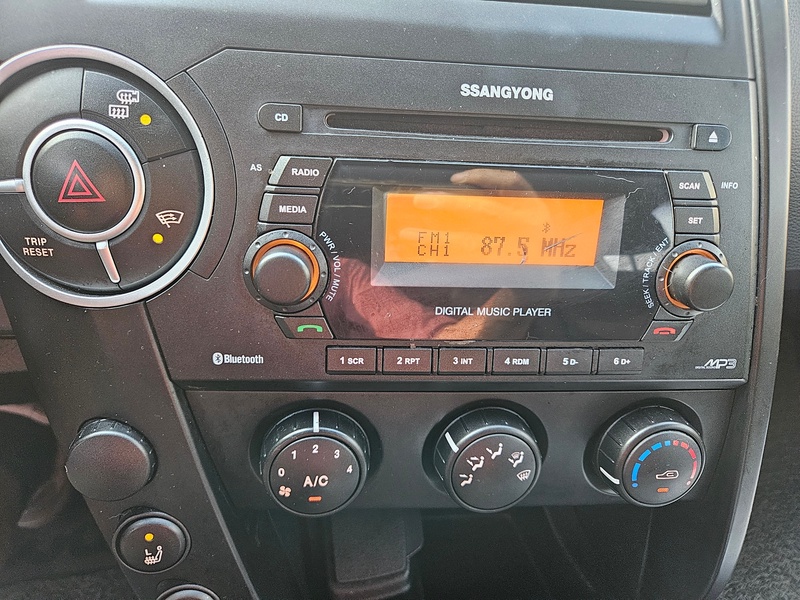 SSANGYONG
CD
AS
RADIO
SCAN
INFO
MEDIA
SET
TRIP
RESET
PWR / VOL / MUTE
FM1
CH1
87.5 MHz
SEEK / TRACK / ENT
DIGITAL MUSIC PLAYER
Bluetooth
1 SCR
2 RPT
3 INT
4 RDM
5 D-
6 D+
MP3
0 1 2 3 4
A/C
L